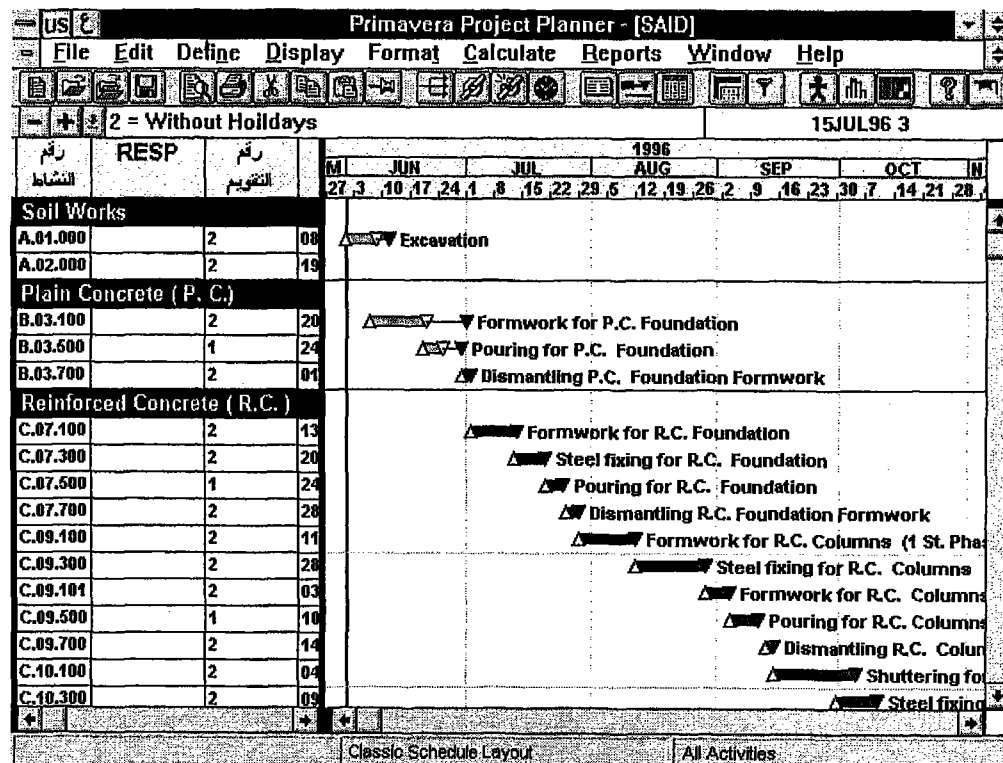 US ع Primavera Project Planner - [SAID]
File Edit Define Display Format Calculate Reports Window Help
2 = Without Hoildays 15JUL96 3
رقم النشاط RESP رقم التقويم
1996
M JUN JUL AUG SEP OCT N
27 3 10 17 24 1 8 15 22 29 5 12 19 26 2 9 16 23 30 7 14 21 28
Soil Works
A.01.000 2 08 Excavation
A.02.000 2 19
Plain Concrete ( P. C.)
B.03.100 2 20 Formwork for P.C. Foundation
B.03.500 1 24 Pouring for P.C. Foundation
B.03.700 2 01 Dismantling P.C. Foundation Formwork
Reinforced Concrete ( R.C. )
C.07.100 2 13 Formwork for R.C. Foundation
C.07.300 2 20 Steel fixing for R.C. Foundation
C.07.500 1 24 Pouring for R.C. Foundation
C.07.700 2 28 Dismantling R.C. Foundation Formwork
C.09.100 2 11 Formwork for R.C. Columns (1 St. Phas
C.09.300 2 28 Steel fixing for R.C. Columns
C.09.101 2 03 Formwork for R.C. Columns
C.09.500 1 10 Pouring for R.C. Columns
C.09.700 2 14 Dismantling R.C. Colun
C.10.100 2 04 Shuttering fo
C.10.300 2 09 Steel fixing
Classic Schedule Layout All Activities